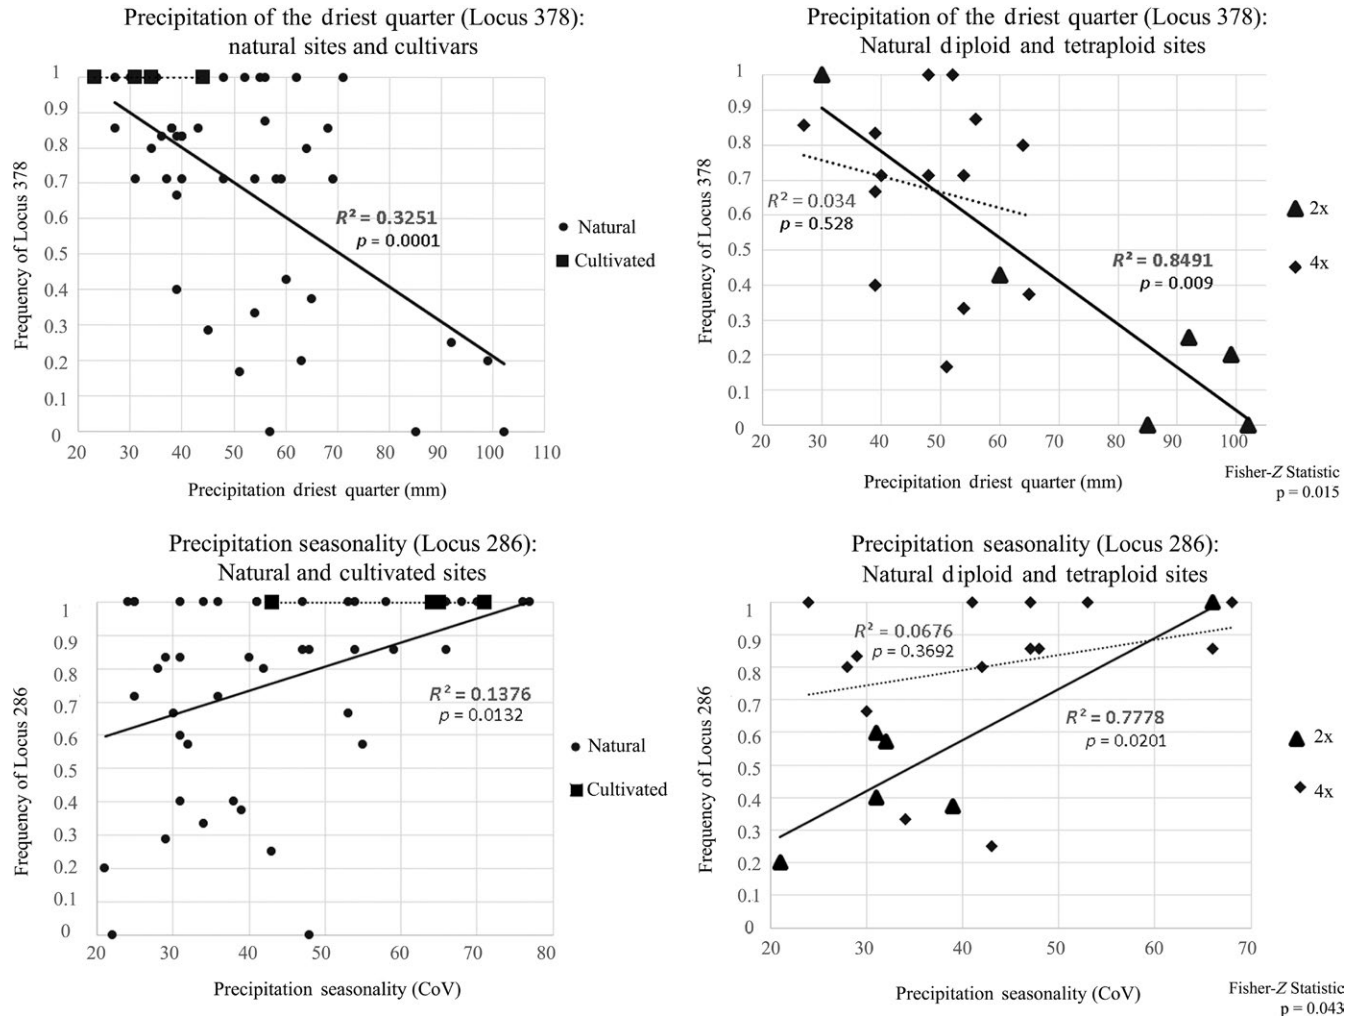 Precipitation of the driest quarter (Locus 378):
natural sites and cultivars
1
0.9
0.8
0.7
0.6
0.5
0.4
0.3
0.2
0.1
0
Frequency of Locus 378
R² = 0.3251
p = 0.0001
Natural
Cultivated
20 30 40 50 60 70 80 90 100 110
Precipitation driest quarter (mm)
Precipitation of the driest quarter (Locus 378):
Natural diploid and tetraploid sites
1
0.9
0.8
0.7
0.6
0.5
0.4
0.3
0.2
0.1
0
Frequency of Locus 378
R² = 0.034
p = 0.528
R² = 0.8491
p = 0.009
2x
4x
20 30 40 50 60 70 80 90 100
Precipitation driest quarter (mm)
Fisher-Z Statistic
p = 0.015
Precipitation seasonality (Locus 286):
Natural and cultivated sites
1
0.9
0.8
0.7
0.6
0.5
0.4
0.3
0.2
0.1
0
Frequency of Locus 286
R² = 0.1376
p = 0.0132
Natural
Cultivated
20 30 40 50 60 70 80
Precipitation seasonality (CoV)
Precipitation seasonality (Locus 286):
Natural diploid and tetraploid sites
1
0.9
0.8
0.7
0.6
0.5
0.4
0.3
0.2
0.1
0
Frequency of Locus 286
R² = 0.0676
p = 0.3692
R² = 0.7778
p = 0.0201
2x
4x
20 30 40 50 60 70
Precipitation seasonality (CoV)
Fisher-Z Statistic
p = 0.043